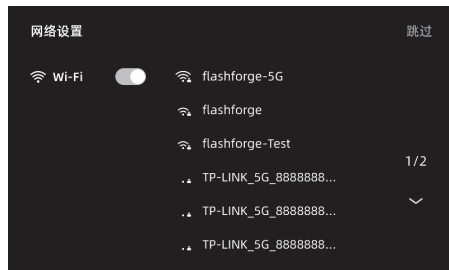 网络设置
跳过
Wi-Fi
flashforge-5G
flashforge
flashforge-Test
1/2
TP-LINK_5G_8888888...
TP-LINK_5G_8888888...
TP-LINK_5G_8888888...